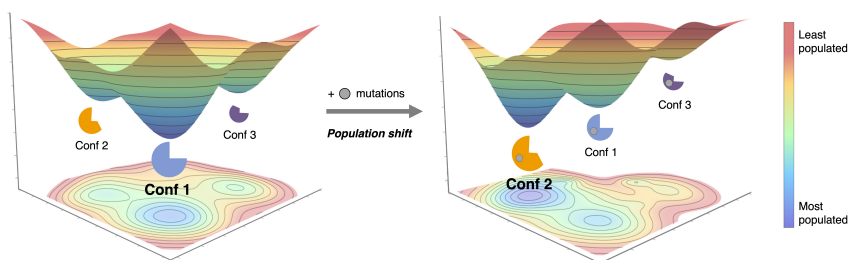 Conf 2
Conf 3
Conf 1
+ mutations
Population shift
Conf 3
Conf 1
Conf 2
Least
populated
Most
populated